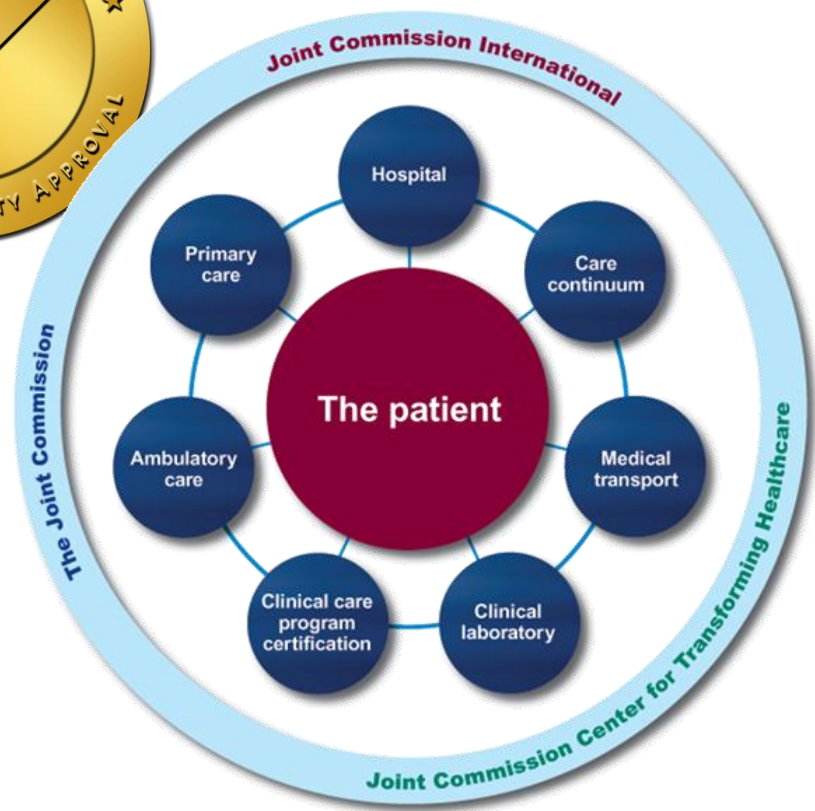 TY APPROVAL
Joint Commission International
Hospital
Primary
care
Care
continuum
The patient
The Joint Commission
Ambulatory
care
Medical
transport
Clinical care
program
certification
Clinical
laboratory
Joint Commission Center for Transforming Healthcare